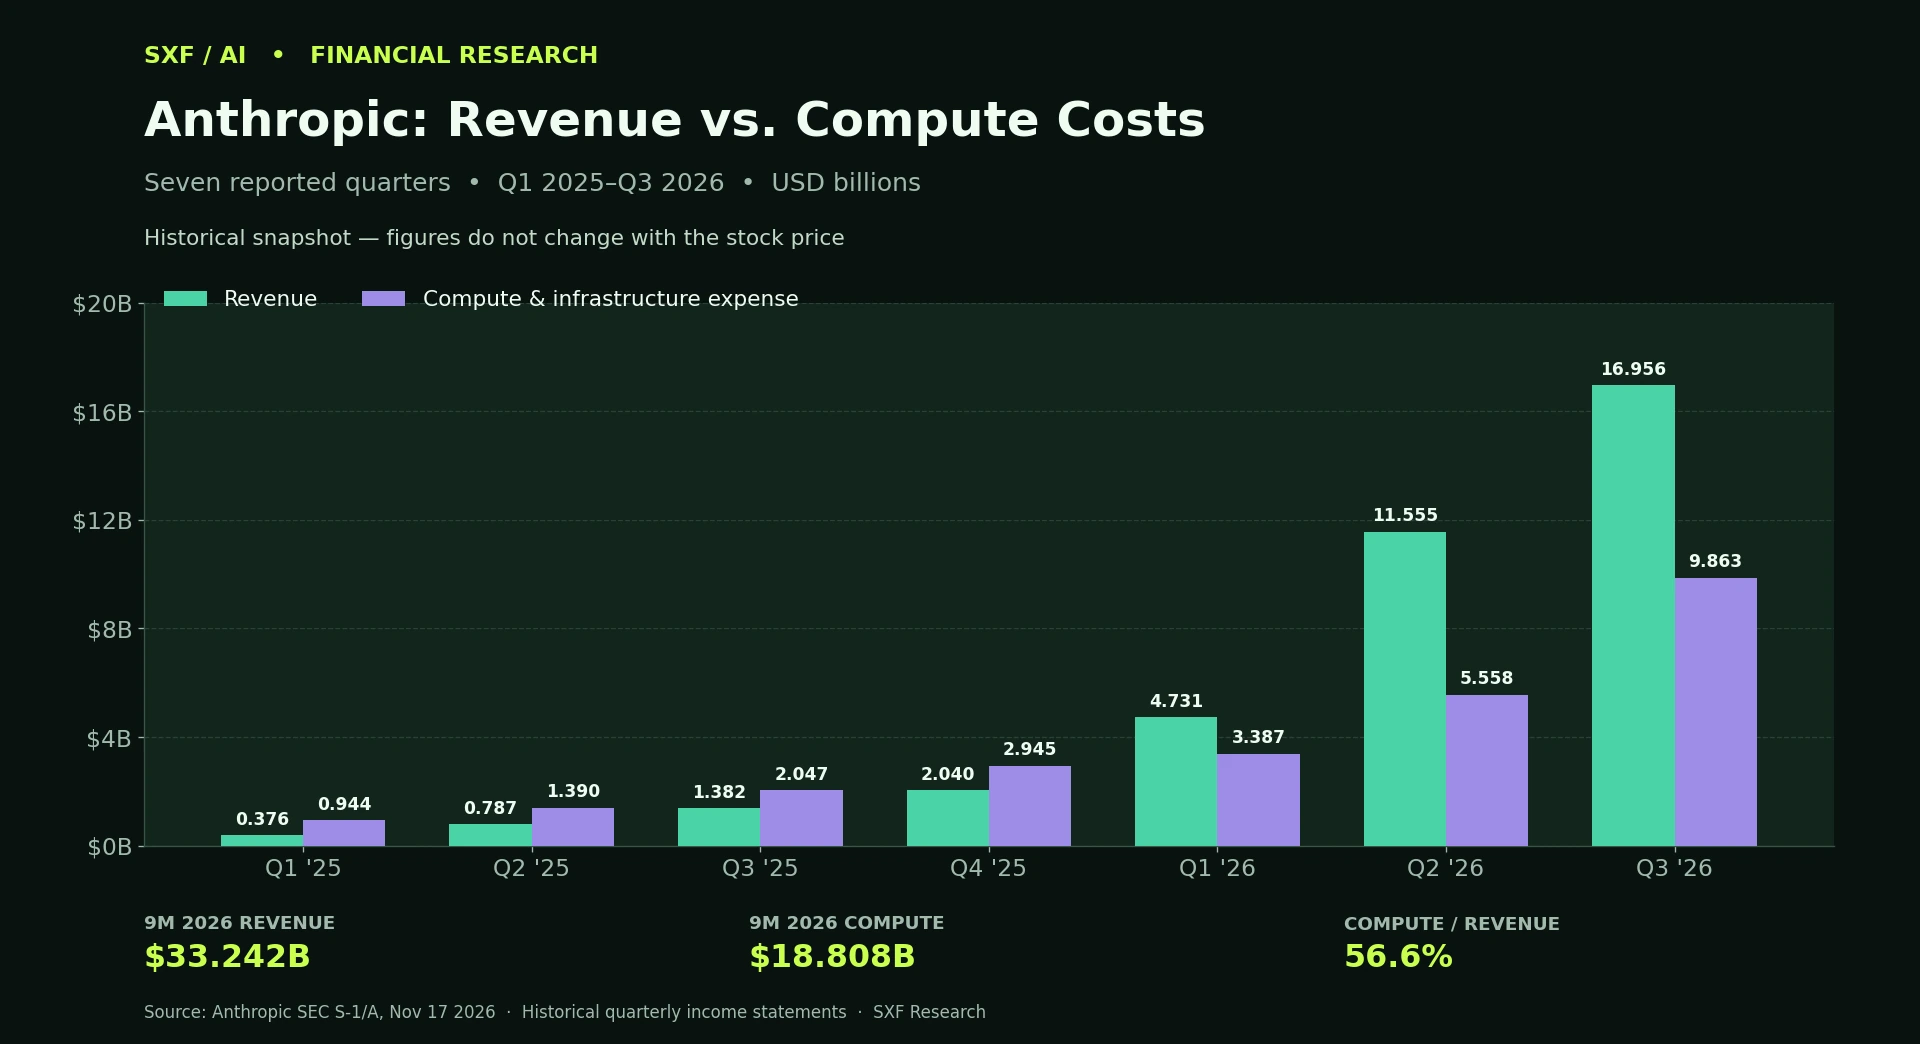 SXF / AI • FINANCIAL RESEARCH
Anthropic: Revenue vs. Compute Costs
Seven reported quarters • Q1 2025–Q3 2026 • USD billions
Historical snapshot — figures do not change with the stock price
Revenue Compute & infrastructure expense
$20B
$16B
$12B
$8B
$4B
$0B
0.376 0.944
0.787 1.390
1.382 2.047
2.040 2.945
4.731 3.387
11.555 5.558
16.956 9.863
Q1 '25 Q2 '25 Q3 '25 Q4 '25 Q1 '26 Q2 '26 Q3 '26
9M 2026 REVENUE
$33.242B
9M 2026 COMPUTE
$18.808B
COMPUTE / REVENUE
56.6%
Source: Anthropic SEC S-1/A, Nov 17 2026 · Historical quarterly income statements · SXF Research